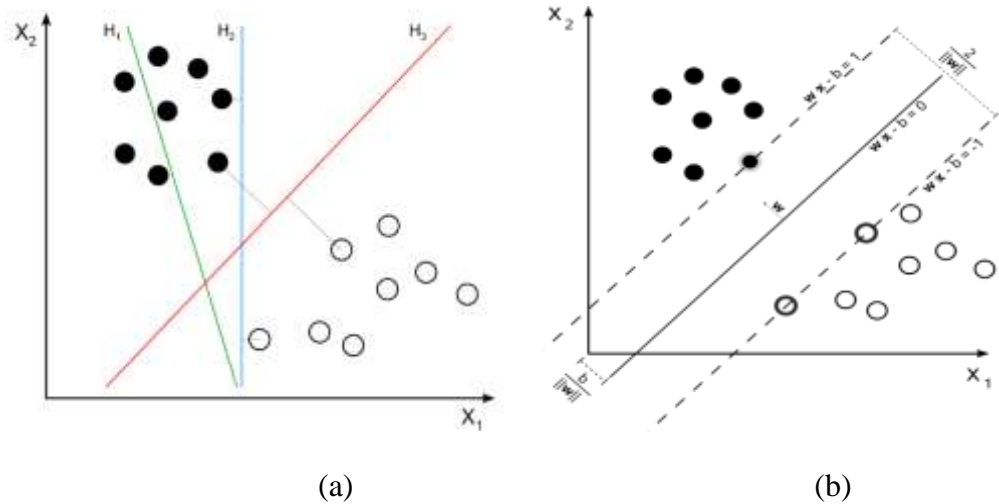 X₂
H₁
H₂
H₃
X₁
(a)
X₂
w x - b = 1
2
‖w‖
w x - b = 0
w x - b = -1
w
b
‖w‖
X₁
(b)